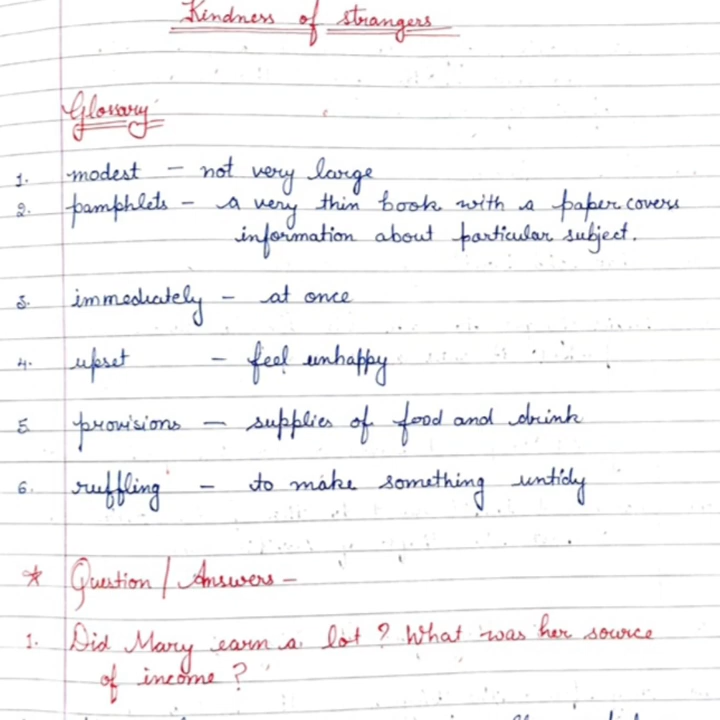 Kindness of strangers
Glossary
1. modest – not very large
2. pamphlets – a very thin book with a paper covers
information about particular subject.
3. immediately – at once
4. upset – feel unhappy
5. provisions – supplies of food and drink
6. ruffling – to make something untidy
* Question / Answers –
1. Did Mary earn a lot ? What was her source
of income ?